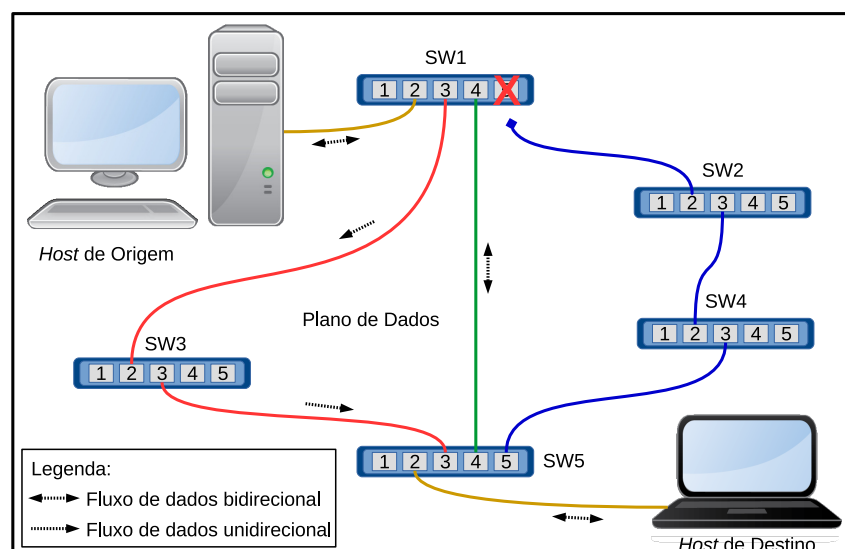 SW1
1 2 3 4
SW2
1 2 3 4 5
Host de Origem
Plano de Dados
SW4
1 2 3 4 5
SW3
1 2 3 4 5
1 2 3 4 5
SW5
Legenda:
Fluxo de dados bidirecional
Fluxo de dados unidirecional
Host de Destino